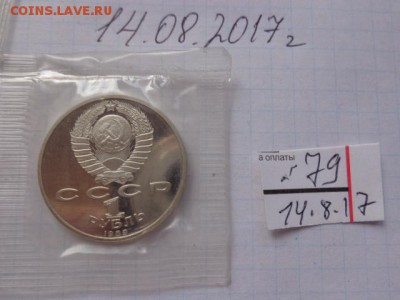 COINS.LAVE.RU
14.08.2017г
СССР
1
РУБЛЬ
а оплаты
79
14.8.17